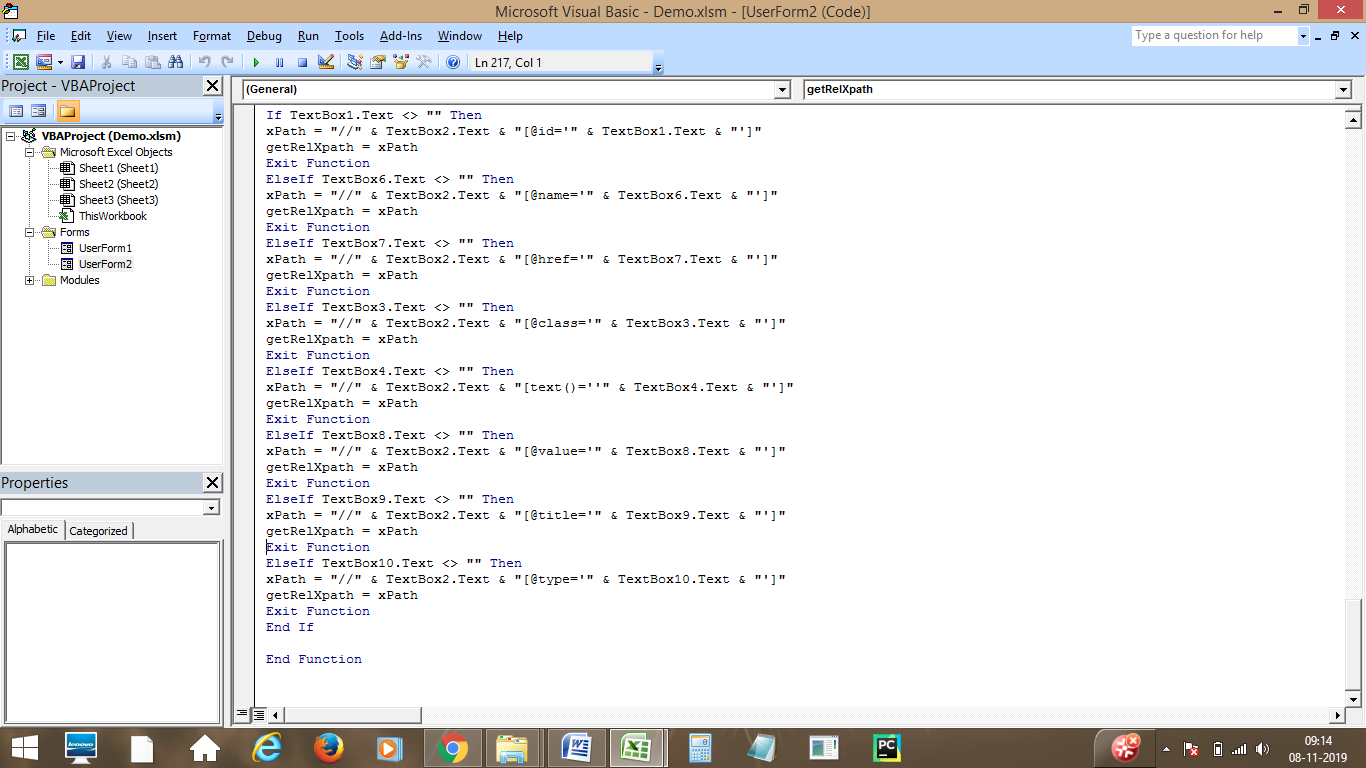 Microsoft Visual Basic - Demo.xlsm - [UserForm2 (Code)]
File Edit View Insert Format Debug Run Tools Add-Ins Window Help
Type a question for help
Ln 217, Col 1
Project - VBAProject
VBAProject (Demo.xlsm)
Microsoft Excel Objects
Sheet1 (Sheet1)
Sheet2 (Sheet2)
Sheet3 (Sheet3)
ThisWorkbook
Forms
UserForm1
UserForm2
Modules
Properties
Alphabetic Categorized
(General)
getRelXpath
If TextBox1.Text <> "" Then
xPath = "//" & TextBox2.Text & "[@id='" & TextBox1.Text & "']"
getRelXpath = xPath
Exit Function
ElseIf TextBox6.Text <> "" Then
xPath = "//" & TextBox2.Text & "[@name='" & TextBox6.Text & "']"
getRelXpath = xPath
Exit Function
ElseIf TextBox7.Text <> "" Then
xPath = "//" & TextBox2.Text & "[@href='" & TextBox7.Text & "']"
getRelXpath = xPath
Exit Function
ElseIf TextBox3.Text <> "" Then
xPath = "//" & TextBox2.Text & "[@class='" & TextBox3.Text & "']"
getRelXpath = xPath
Exit Function
ElseIf TextBox4.Text <> "" Then
xPath = "//" & TextBox2.Text & "[text()=''" & TextBox4.Text & "']"
getRelXpath = xPath
Exit Function
ElseIf TextBox8.Text <> "" Then
xPath = "//" & TextBox2.Text & "[@value='" & TextBox8.Text & "']"
getRelXpath = xPath
Exit Function
ElseIf TextBox9.Text <> "" Then
xPath = "//" & TextBox2.Text & "[@title='" & TextBox9.Text & "']"
getRelXpath = xPath
Exit Function
ElseIf TextBox10.Text <> "" Then
xPath = "//" & TextBox2.Text & "[@type='" & TextBox10.Text & "']"
getRelXpath = xPath
Exit Function
End If
End Function
lenovo
PC
09:14
08-11-2019